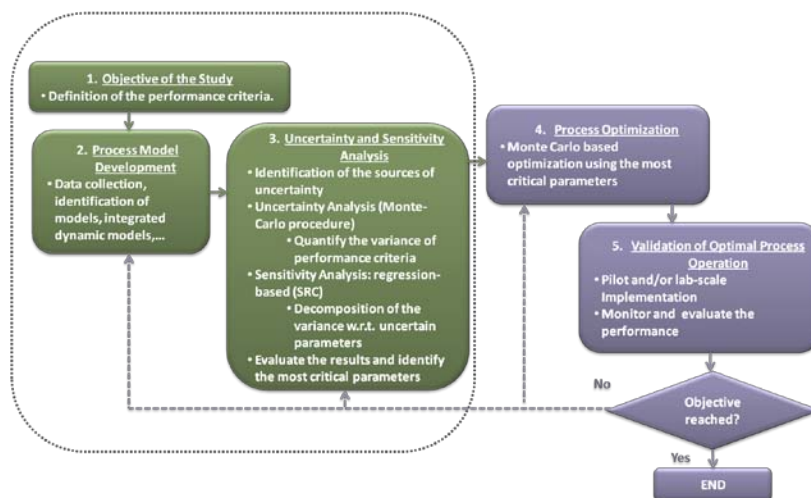 1. Objective of the Study
• Definition of the performance criteria.
2. Process Model
Development
• Data collection,
identification of
models, integrated
dynamic models,...
3. Uncertainty and Sensitivity
Analysis
• Identification of the sources of
uncertainty
• Uncertainty Analysis (Monte-
Carlo procedure)
• Quantify the variance of
performance criteria
• Sensitivity Analysis: regression-
based (SRC)
• Decomposition of the
variance w.r.t. uncertain
parameters
• Evaluate the results and identify
the most critical parameters
4. Process Optimization
• Monte Carlo based
optimization using the most
critical parameters
5. Validation of Optimal Process
Operation
• Pilot and/or lab-scale
Implementation
• Monitor and evaluate the
performance
No
Objective
reached?
Yes
END